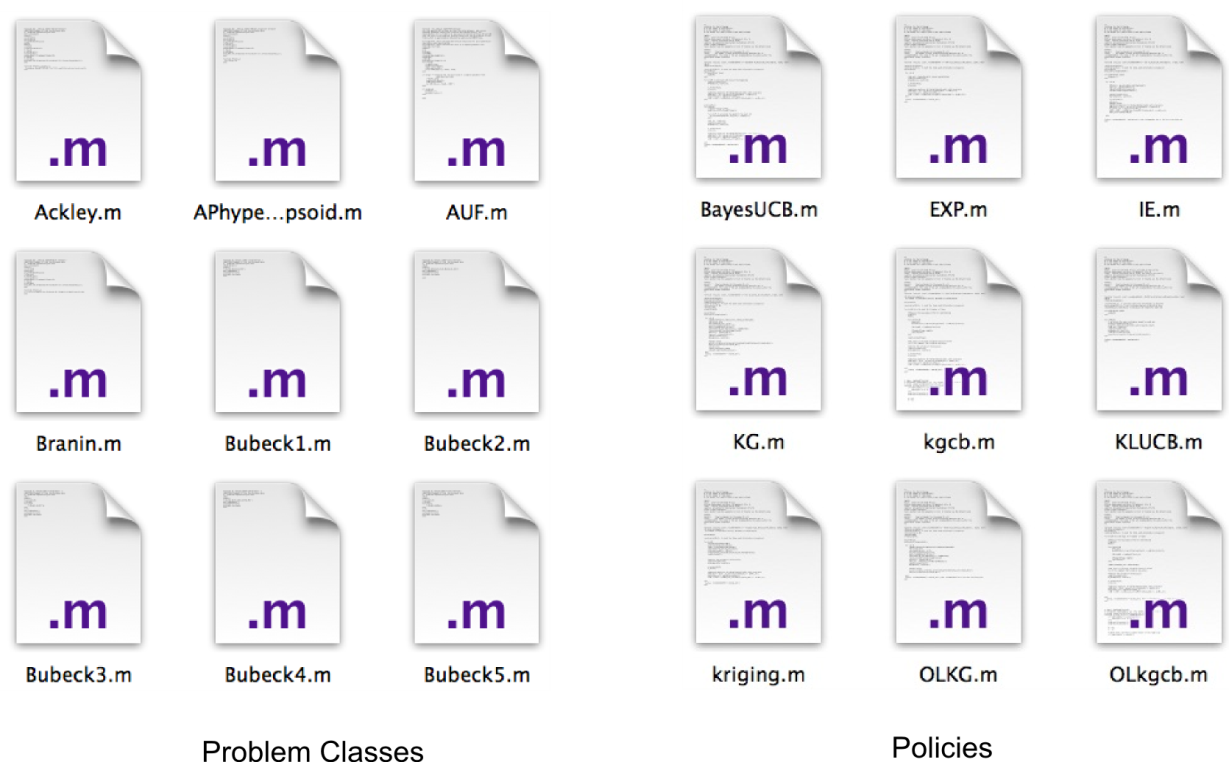 .m .m .m .m .m .m
Ackley.m APhype...psoid.m AUF.m BayesUCB.m EXP.m IE.m
.m .m .m .m .m .m
Branin.m Bubeck1.m Bubeck2.m KG.m kgcb.m KLUCB.m
.m .m .m .m .m .m
Bubeck3.m Bubeck4.m Bubeck5.m kriging.m OLKG.m OLkgcb.m
Problem Classes Policies